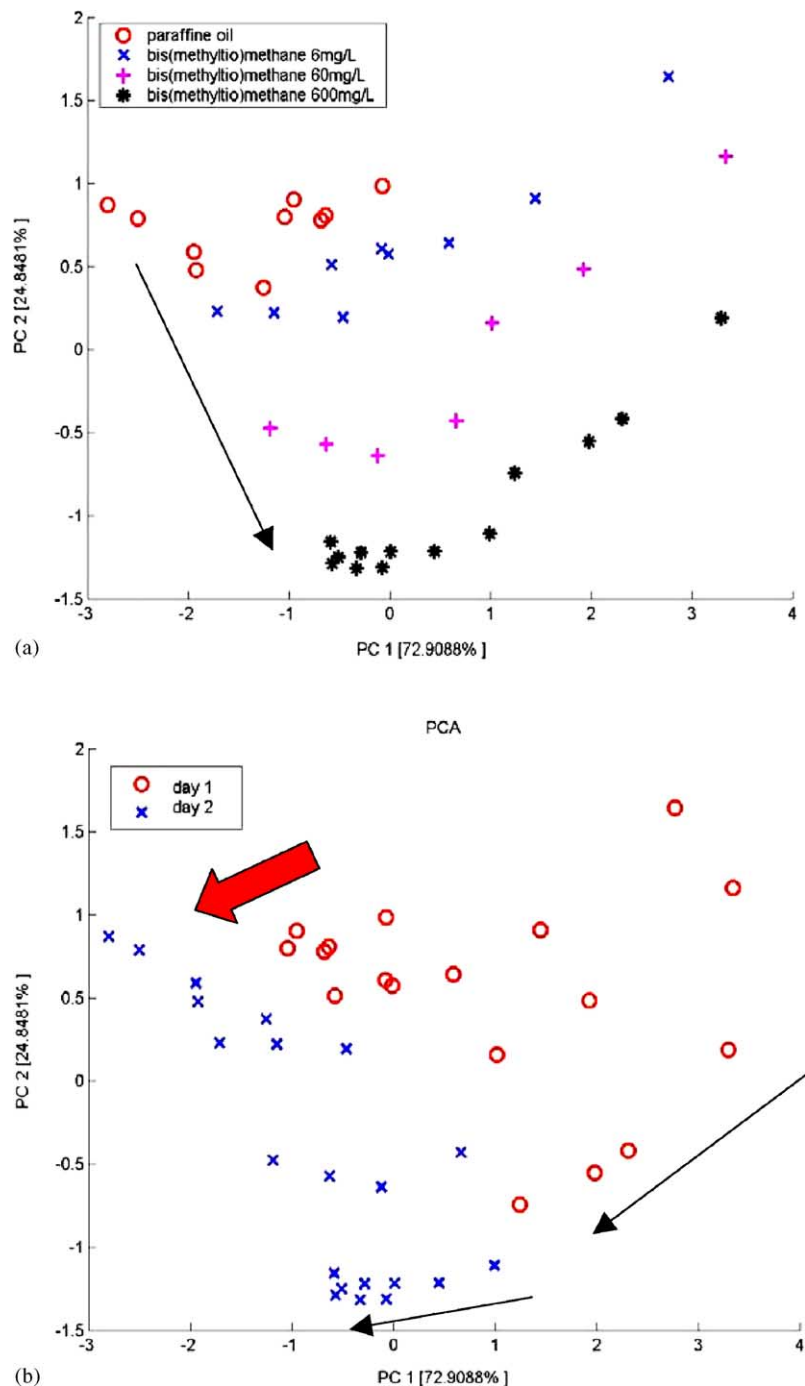 2
paraffine oil
bis(methyltio)methane 6mg/L
bis(methyltio)methane 60mg/L
bis(methyltio)methane 600mg/L
1.5
1
0.5
0
-0.5
-1
-1.5
PC 2 [24.8481% ]
-3 -2 -1 0 1 2 3 4
PC 1 [72.9088% ]
(a)
PCA
2
day 1
day 2
1.5
1
0.5
0
-0.5
-1
-1.5
PC 2 [24.8481% ]
-3 -2 -1 0 1 2 3 4
PC 1 [72.9088% ]
(b)